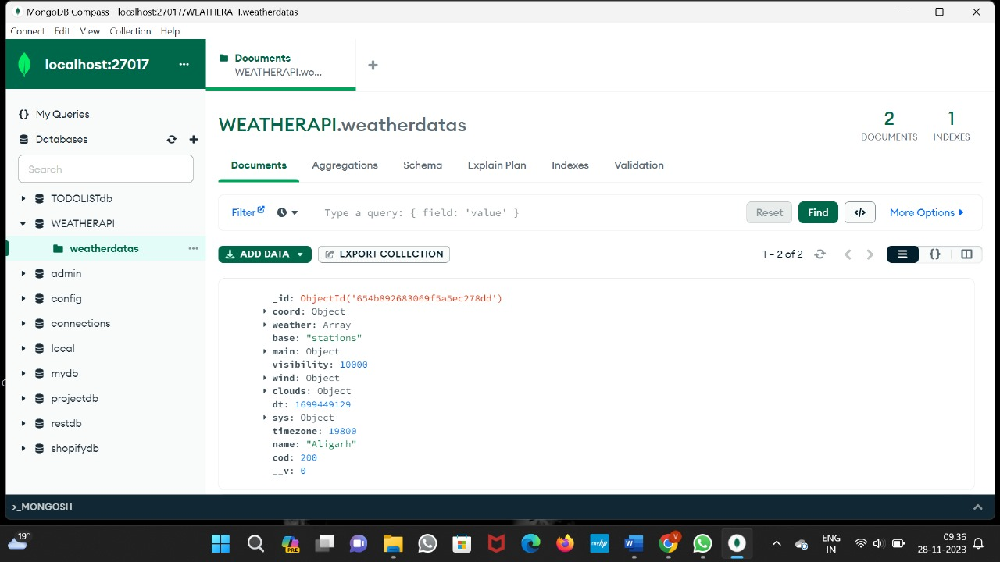 MongoDB Compass - localhost:27017/WEATHERAPI.weatherdatas
Connect Edit View Collection Help
localhost:27017 ...
Documents
WEATHERAPI.we...
+
{} My Queries
Databases
Search
TODOLISTdb
WEATHERAPI
weatherdatas ...
admin
config
connections
local
mydb
projectdb
restdb
shopifydb
WEATHERAPI.weatherdatas
2
DOCUMENTS
1
INDEXES
Documents Aggregations Schema Explain Plan Indexes Validation
Filter Type a query: { field: 'value' } Reset Find </> More Options
ADD DATA EXPORT COLLECTION 1 – 2 of 2 {}
_id: ObjectId('654b892683069f5a5ec278dd')
coord: Object
weather: Array
base: "stations"
main: Object
visibility: 10000
wind: Object
clouds: Object
dt: 1699449129
sys: Object
timezone: 19800
name: "Aligarh"
cod: 200
__v: 0
>_MONGOSH
19°
PRE
myhp
W
V
ENG
IN
09:36
28-11-2023